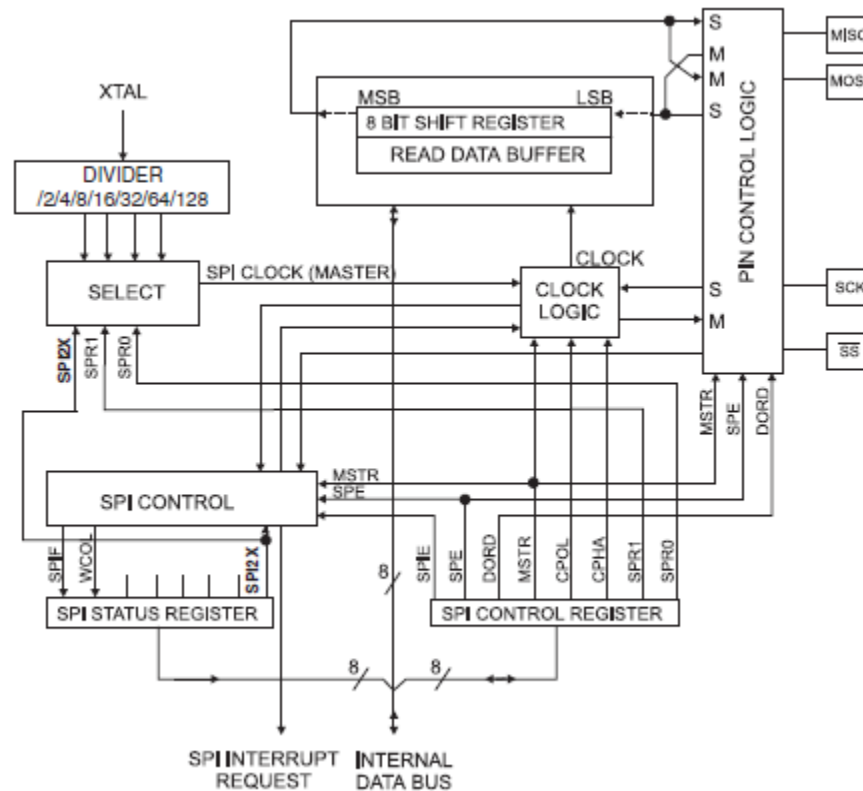 S
MISO
M
M
MOS
S
XTAL
MSB
LSB
8 BIT SHIFT REGISTER
READ DATA BUFFER
DIVIDER
/2/4/8/16/32/64/128
PIN CONTROL LOGIC
SPI CLOCK (MASTER)
CLOCK
SELECT
CLOCK
LOGIC
S
M
SCK
SS
SPI2X
SPR1
SPR0
MSTR
SPE
DORD
MSTR
SPE
SPI CONTROL
SPIF
WCOL
SPI2X
8
SPIE
SPE
DORD
MSTR
CPOL
CPHA
SPR1
SPR0
SPI STATUS REGISTER
SPI CONTROL REGISTER
8
8
SPI INTERRUPT
REQUEST
INTERNAL
DATA BUS